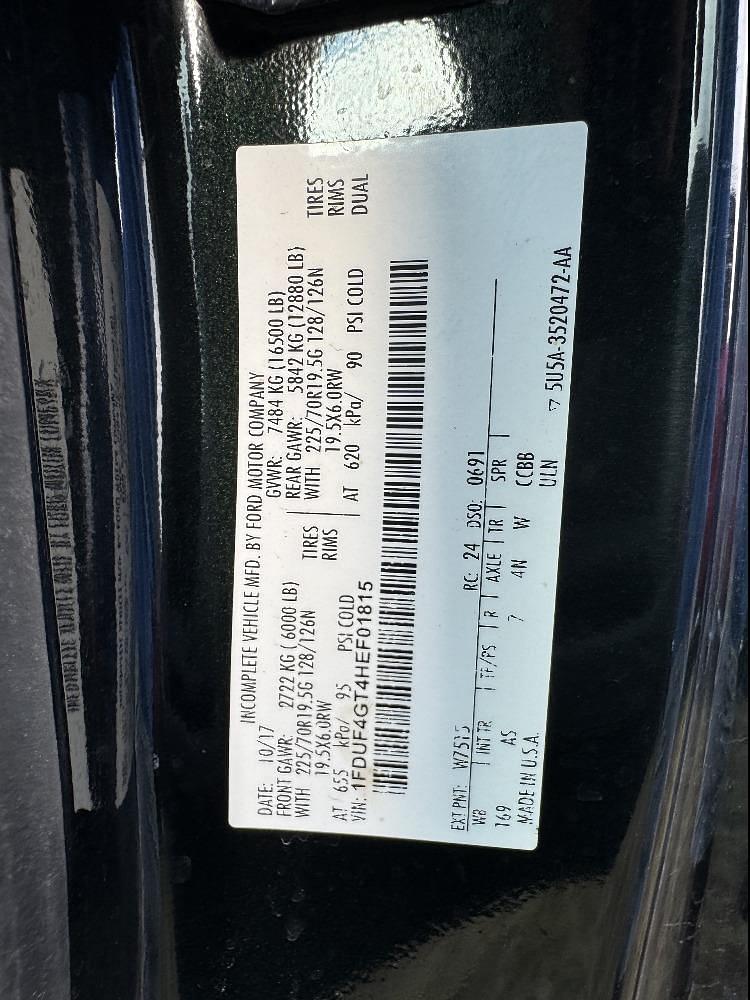 INCOMPLETE VEHICLE MFD. BY FORD MOTOR COMPANY
DATE: 10/17 GVWR: 7484 KG (16500 LB)
FRONT GAWR: 2722 KG ( 6000 LB) REAR GAWR: 5842 KG (12880 LB)
WITH 225/70R19.5G 128/126N TIRES WITH 225/70R19.5G 128/126N TIRES
19.5X6.0RW RIMS 19.5X6.0RW RIMS
AT 655 kPa/ 95 PSI COLD AT 620 kPa/ 90 PSI COLD DUAL
VIN: 1FDUF4GT4HEF01815
EXT PNT: W7515 RC: 24 DSO: 0691
WB INT TR TP/PS R AXLE TR SPR
169 AS 7 4N W CCBB
MADE IN U.S.A. ULN
▽ 5U5A-3520472-AA